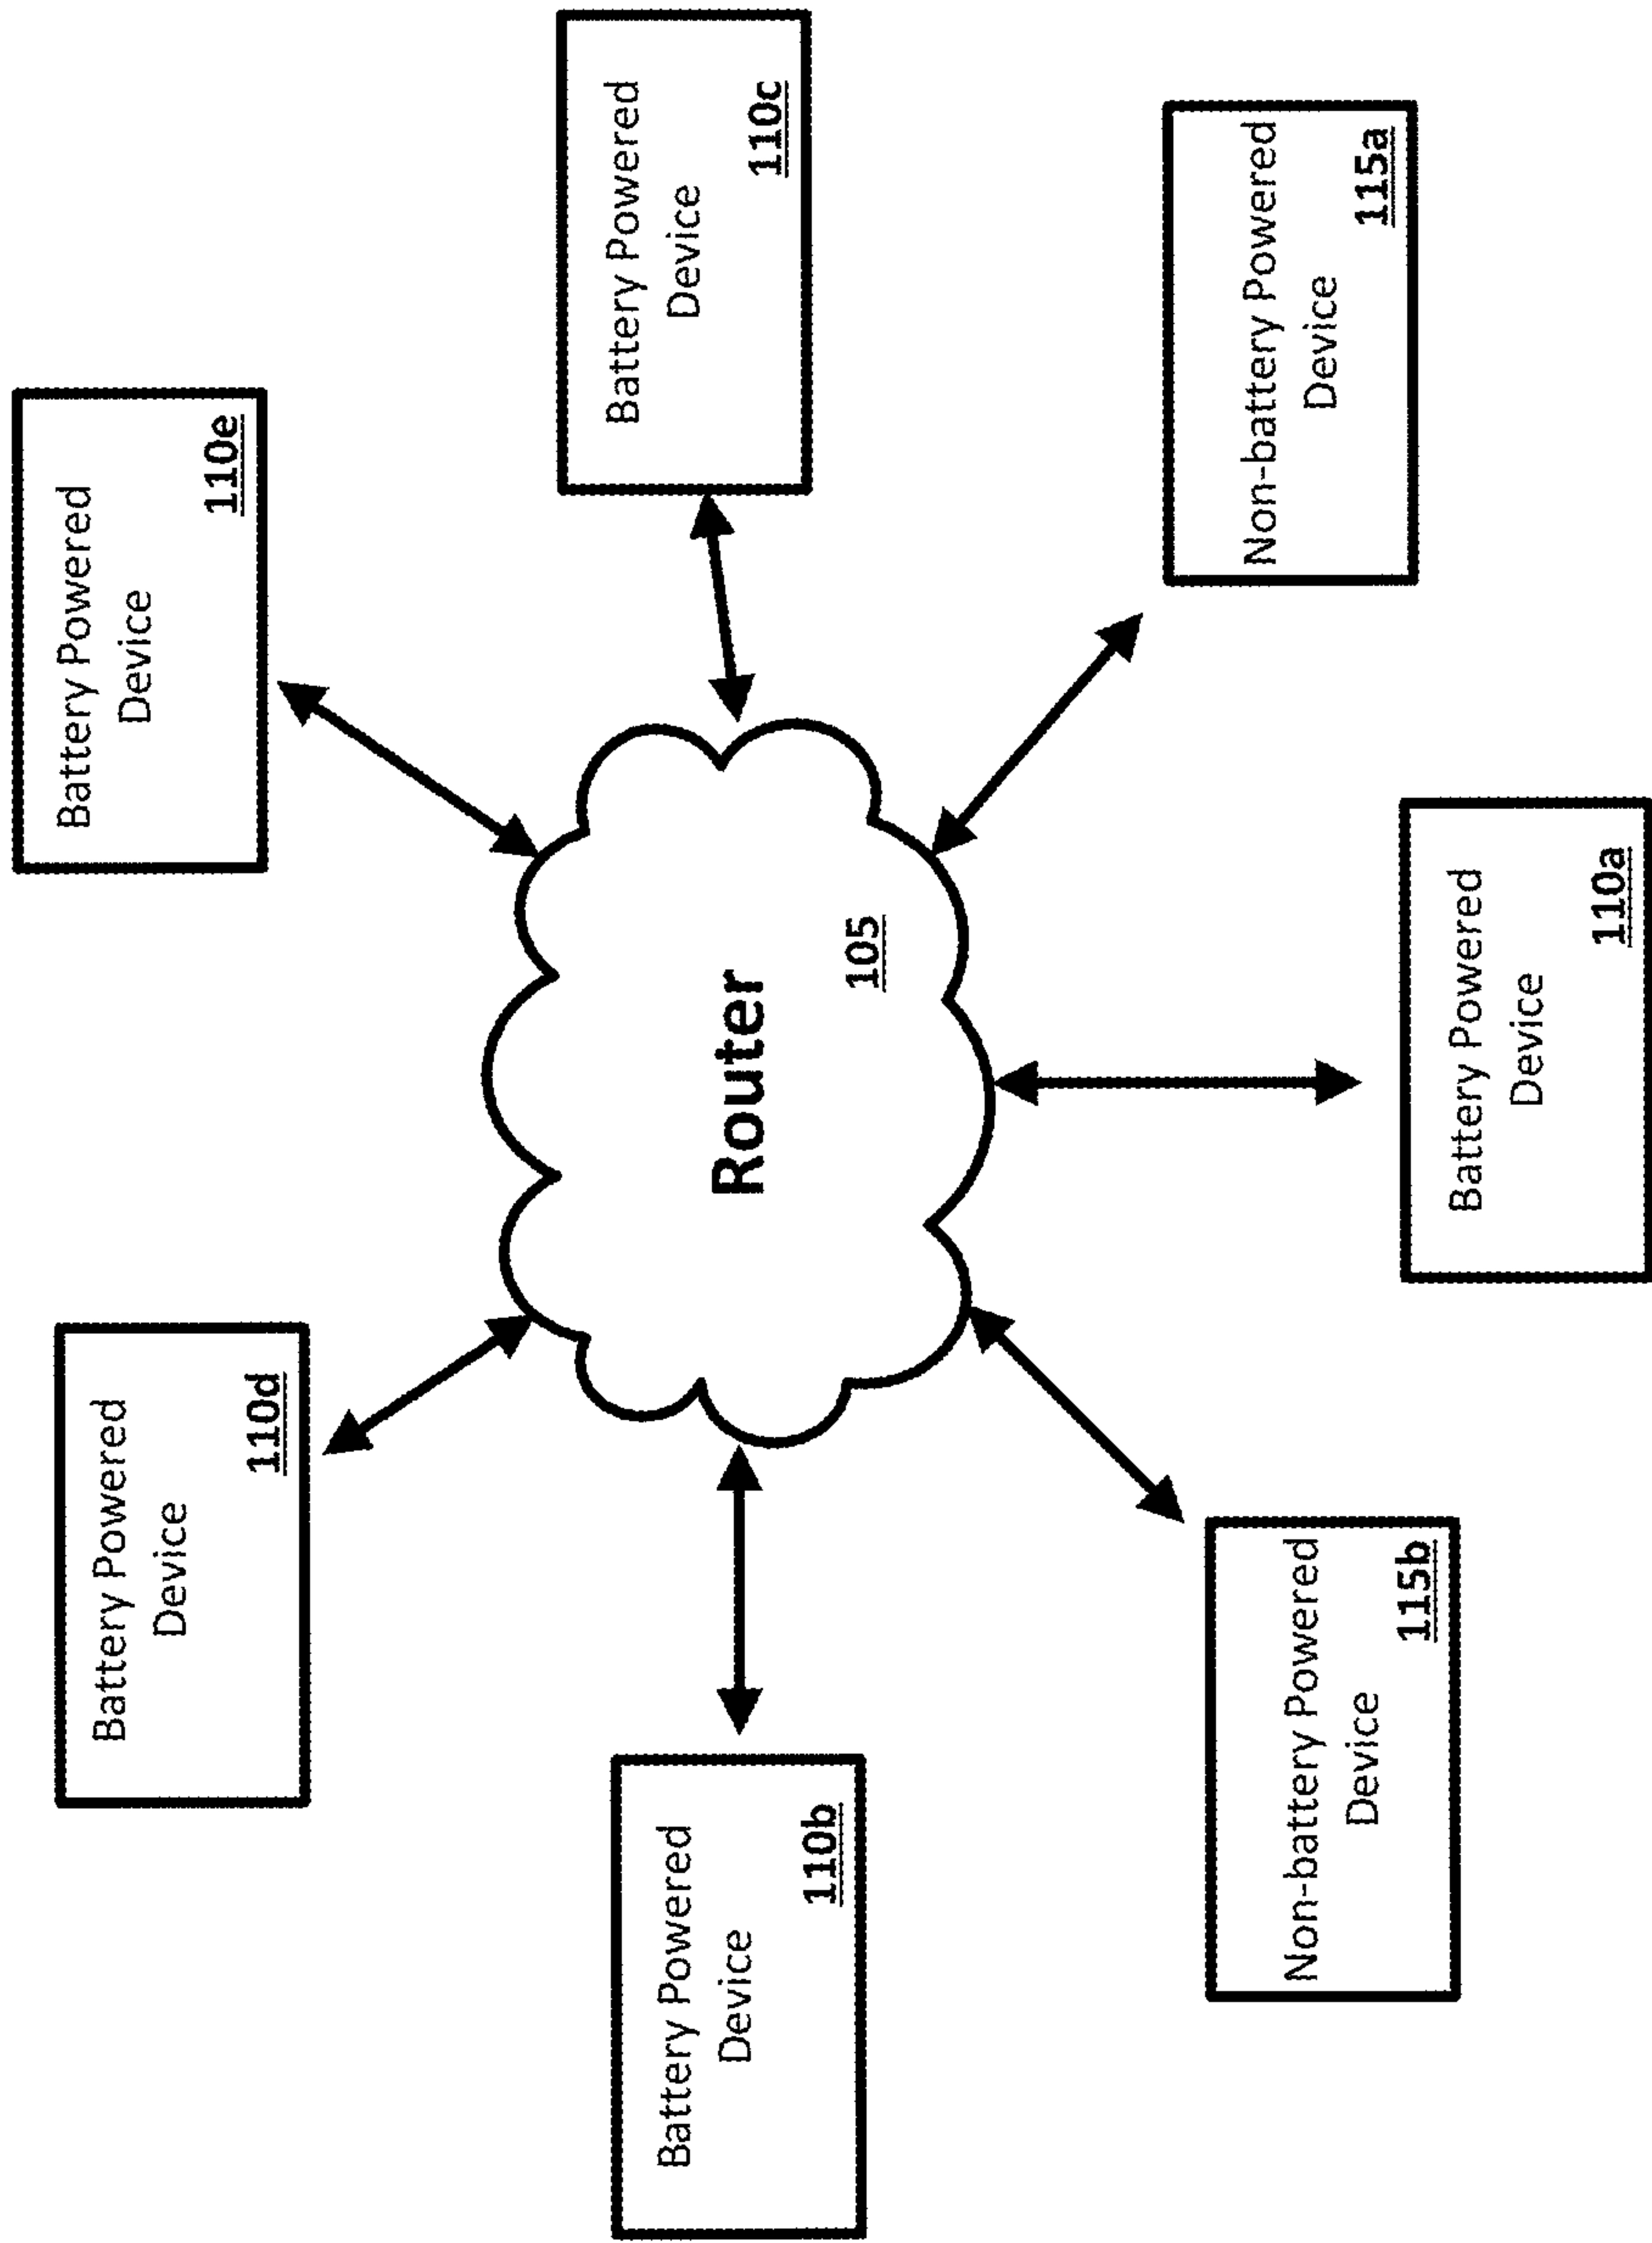 Battery Powered
Device
110d
Battery Powered
Device
110e
Battery Powered
Device
110b
Router
105
Battery Powered
Device
110c
Non-battery Powered
Device
115b
Battery Powered
Device
110a
Non-battery Powered
Device
115a